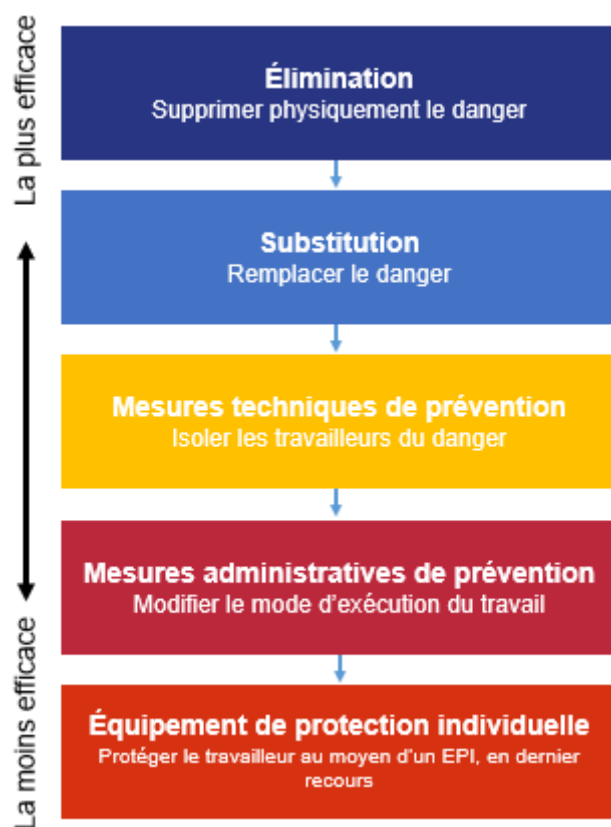 La plus efficace
Élimination
Supprimer physiquement le danger
Substitution
Remplacer le danger
Mesures techniques de prévention
Isoler les travailleurs du danger
Mesures administratives de prévention
Modifier le mode d'exécution du travail
La moins efficace
Équipement de protection individuelle
Protéger le travailleur au moyen d'un EPI, en dernier
recours